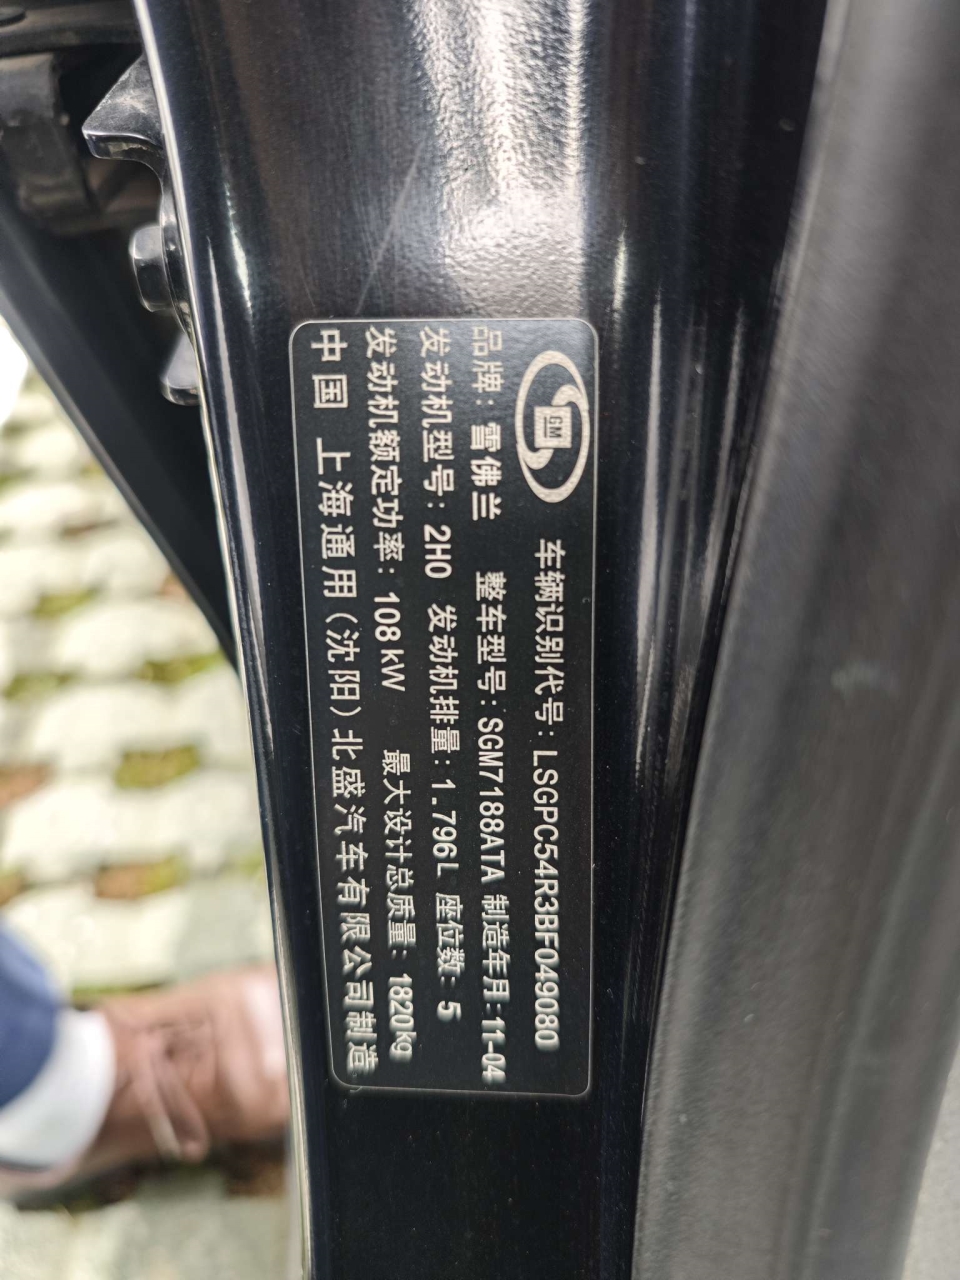 GM
车辆识别代号：LSGPC54R3BF049080
品牌：雪佛兰 整车型号：SGM7188ATA 制造年月：11-04
发动机型号：2H0 发动机排量：1.796L 座位数：5
发动机额定功率：108kW 最大设计总质量：1820kg
中国 上海通用（沈阳）北盛汽车有限公司制造